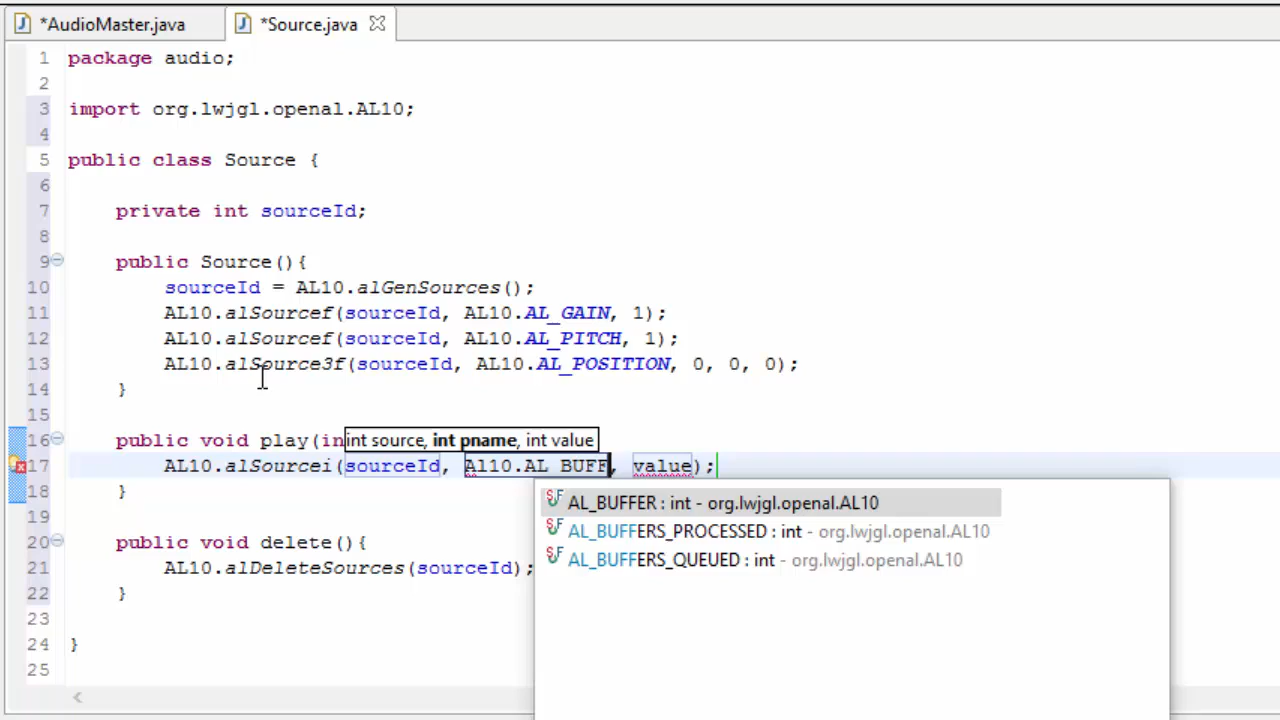 *AudioMaster.java *Source.java
1 package audio;
2
3 import org.lwjgl.openal.AL10;
4
5 public class Source {
6
7 private int sourceId;
8
9 public Source(){
10 sourceId = AL10.alGenSources();
11 AL10.alSourcef(sourceId, AL10.AL_GAIN, 1);
12 AL10.alSourcef(sourceId, AL10.AL_PITCH, 1);
13 AL10.alSource3f(sourceId, AL10.AL_POSITION, 0, 0, 0);
14 }
15
16 public void play(in int source, int pname, int value
17 AL10.alSourcei(sourceId, Al10.AL_BUFF, value);
18 }
AL_BUFFER : int - org.lwjgl.openal.AL10
19
AL_BUFFERS_PROCESSED : int - org.lwjgl.openal.AL10
20 public void delete(){
AL_BUFFERS_QUEUED : int - org.lwjgl.openal.AL10
21 AL10.alDeleteSources(sourceId);
22 }
23
24 }
25